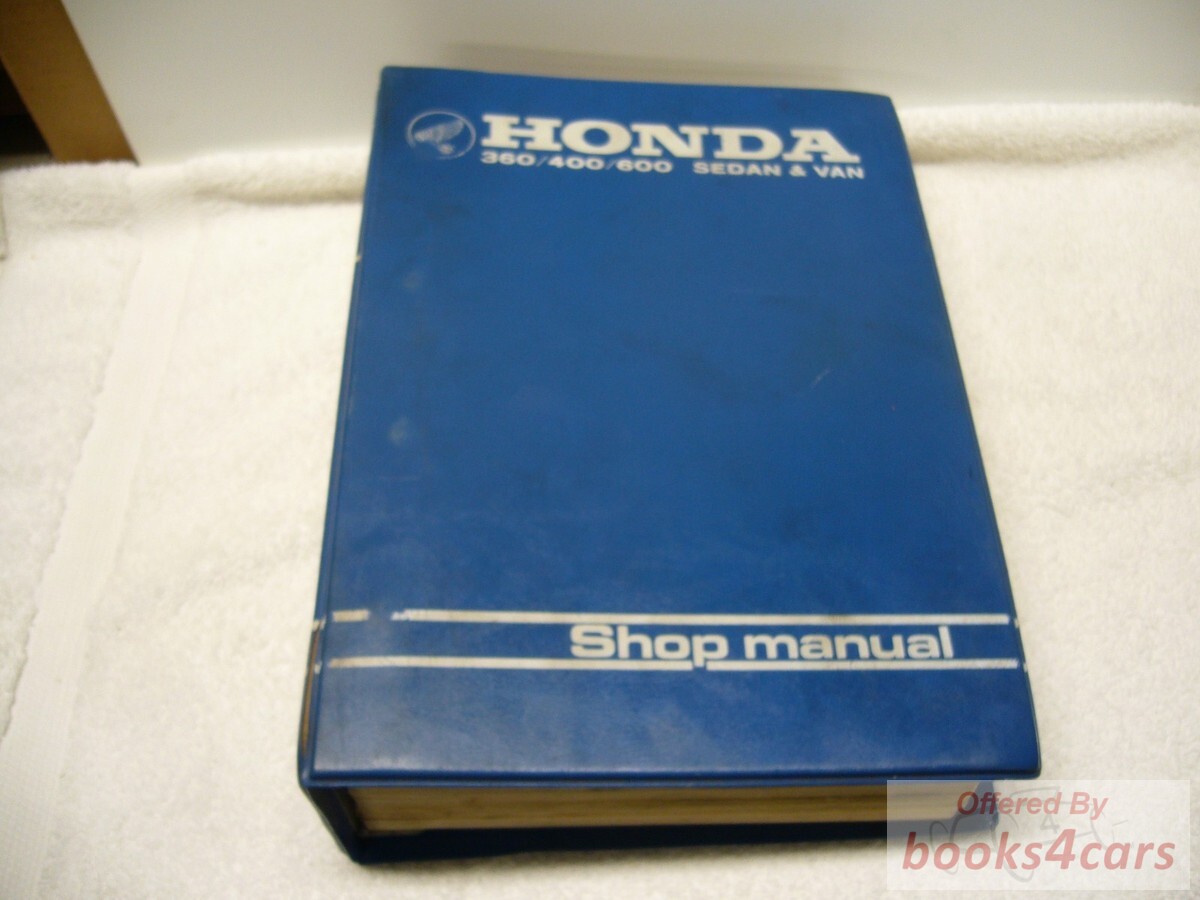 HONDA
360/400/600 SEDAN & VAN
Shop manual
Offered By
books4cars